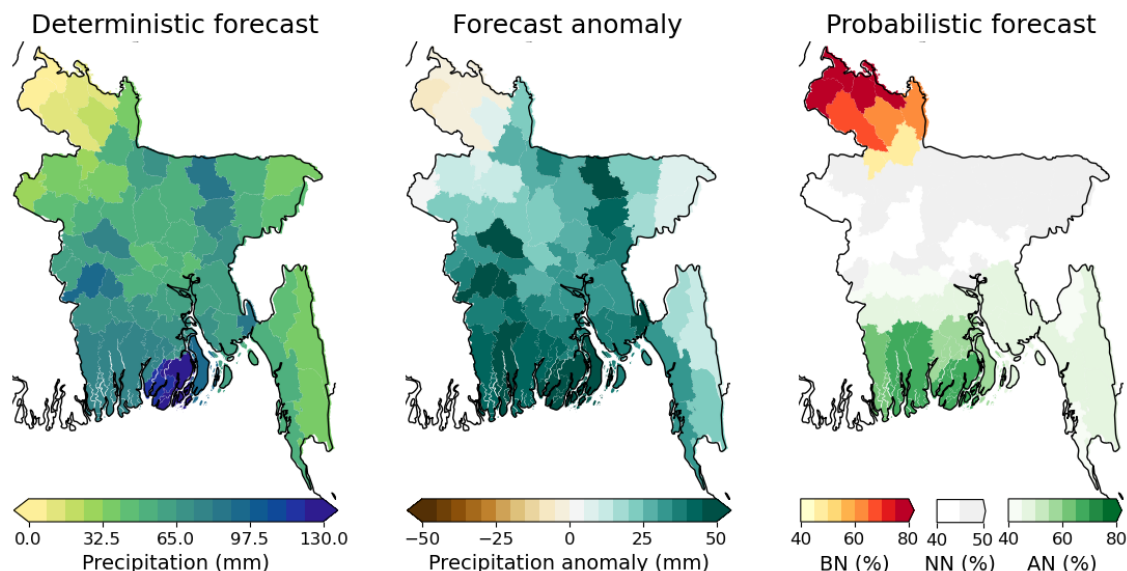 Deterministic forecast
Forecast anomaly
Probabilistic forecast
0.0 32.5 65.0 97.5 130.0
Precipitation (mm)
−50 −25 0 25 50
Precipitation anomaly (mm)
40 60 80
BN (%)
40 50
NN (%)
40 60 80
AN (%)